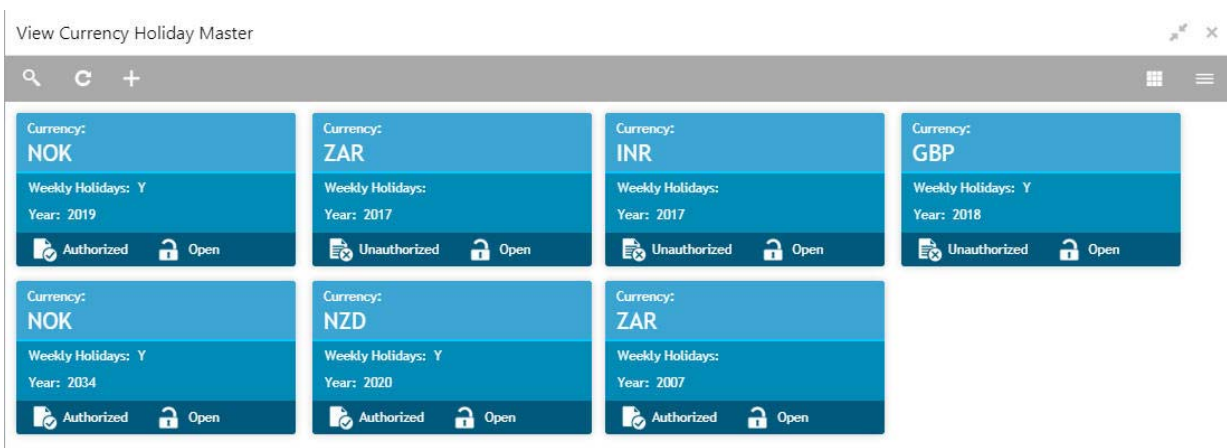 View Currency Holiday Master
Currency:
NOK
Weekly Holidays: Y
Year: 2019
Authorized Open
Currency:
ZAR
Weekly Holidays:
Year: 2017
Unauthorized Open
Currency:
INR
Weekly Holidays:
Year: 2017
Unauthorized Open
Currency:
GBP
Weekly Holidays: Y
Year: 2018
Unauthorized Open
Currency:
NOK
Weekly Holidays: Y
Year: 2034
Authorized Open
Currency:
NZD
Weekly Holidays: Y
Year: 2020
Authorized Open
Currency:
ZAR
Weekly Holidays:
Year: 2007
Authorized Open